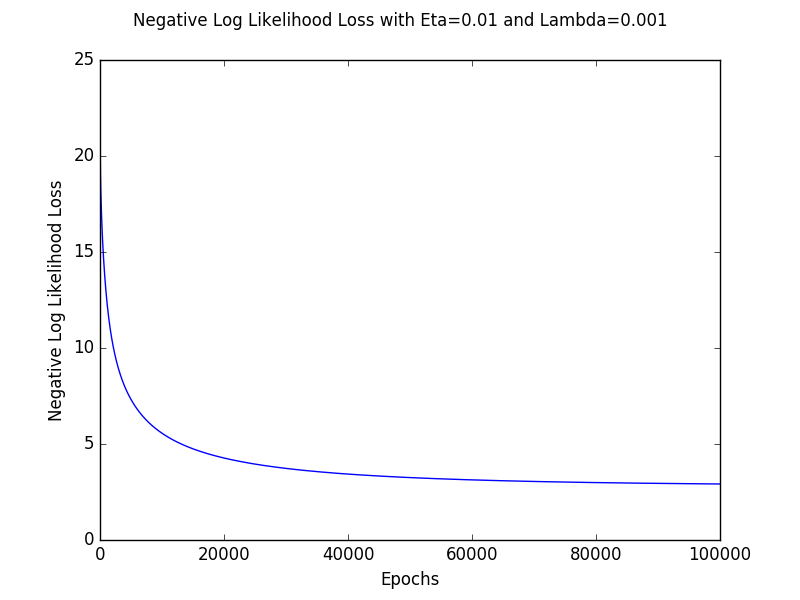 Negative Log Likelihood Loss with Eta=0.01 and Lambda=0.001
25
20
15
10
5
0
Negative Log Likelihood Loss
0 20000 40000 60000 80000 100000
Epochs